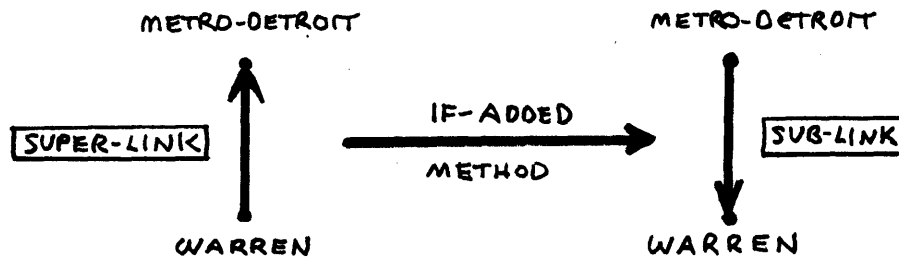 METRO-DETROIT METRO-DETROIT
SUPER-LINK IF-ADDED METHOD SUB-LINK
WARREN WARREN